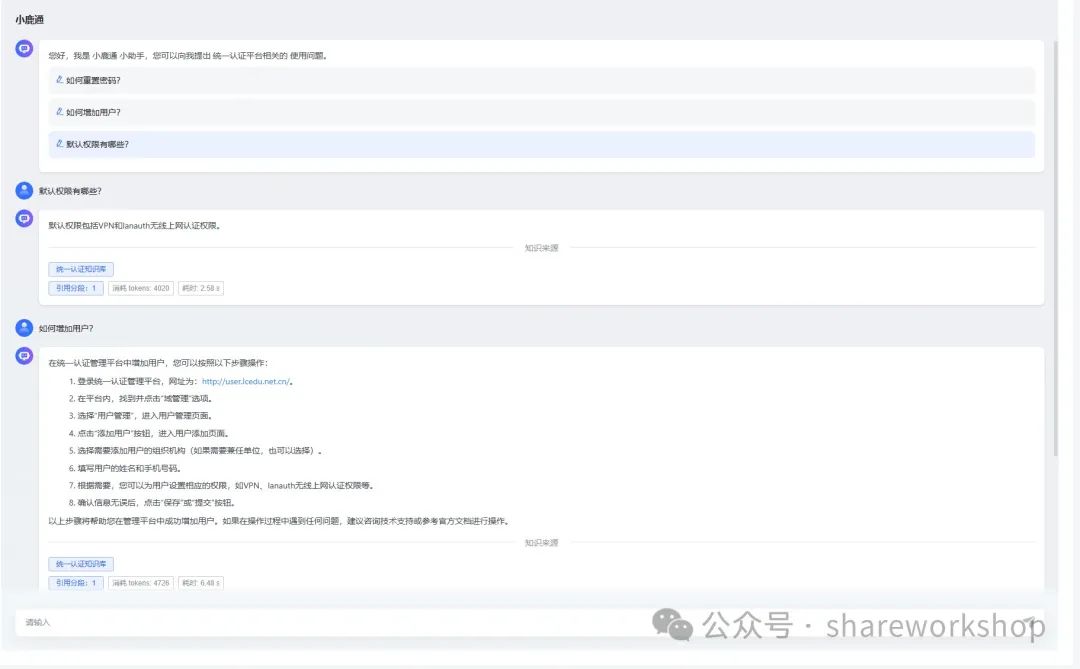 小鹿通
您好，我是 小鹿通 小助手，您可以向我提出 统一认证平台相关的 使用问题。
如何重置密码?
如何增加用户?
默认权限有哪些?
默认权限有哪些?
默认权限包括VPN和lanauth无线上网认证权限。
知识来源
统一认证知识库
引用分段：1 消耗 tokens: 4020 耗时: 2.58 s
如何增加用户?
在统一认证管理平台中增加用户，您可以按照以下步骤操作：
1. 登录统一认证管理平台，网址为：http://user.lcedu.net.cn/。
2. 在平台内，找到并点击“域管理”选项。
3. 选择“用户管理”，进入用户管理页面。
4. 点击“添加用户”按钮，进入用户添加页面。
5. 选择需要添加用户的组织机构（如果需要兼任单位，也可以选择）。
6. 填写用户的姓名和手机号码。
7. 根据需要，您可以为用户设置相应的权限，如VPN、lanauth无线上网认证权限等。
8. 确认信息无误后，点击“保存”或“提交”按钮。
以上步骤将帮助您在管理平台中成功增加用户。如果在操作过程中遇到任何问题，建议咨询技术支持或参考官方文档进行操作。
知识来源
统一认证知识库
引用分段：1 消耗 tokens: 4726 耗时: 6.48 s
请输入
公众号 · shareworkshop